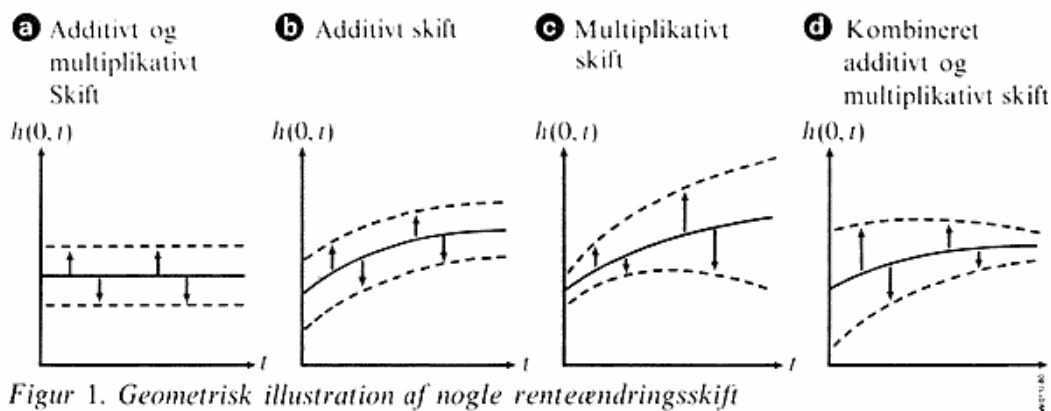 a Additivt og
multiplikativt
Skift
h(0, t)
t
b Additivt skift
h(0, t)
t
c Multiplikativt
skift
h(0, t)
t
d Kombineret
additivt og
multiplikativt skift
h(0, t)
t
Figur 1. Geometrisk illustration af nogle renteændringsskift